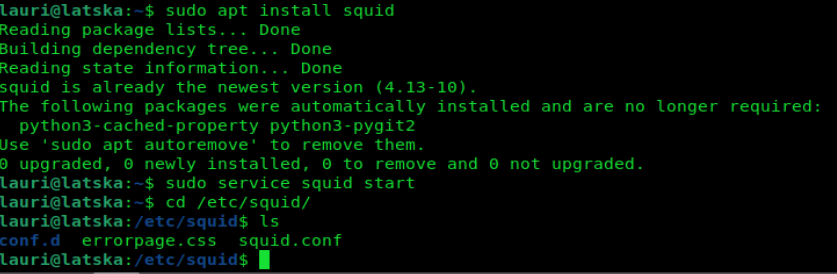 lauri@latska:~$ sudo apt install squid
Reading package lists... Done
Building dependency tree... Done
Reading state information... Done
squid is already the newest version (4.13-10).
The following packages were automatically installed and are no longer required:
  python3-cached-property python3-pygit2
Use 'sudo apt autoremove' to remove them.
0 upgraded, 0 newly installed, 0 to remove and 0 not upgraded.
lauri@latska:~$ sudo service squid start
lauri@latska:~$ cd /etc/squid/
lauri@latska:/etc/squid$ ls
conf.d  errorpage.css  squid.conf
lauri@latska:/etc/squid$